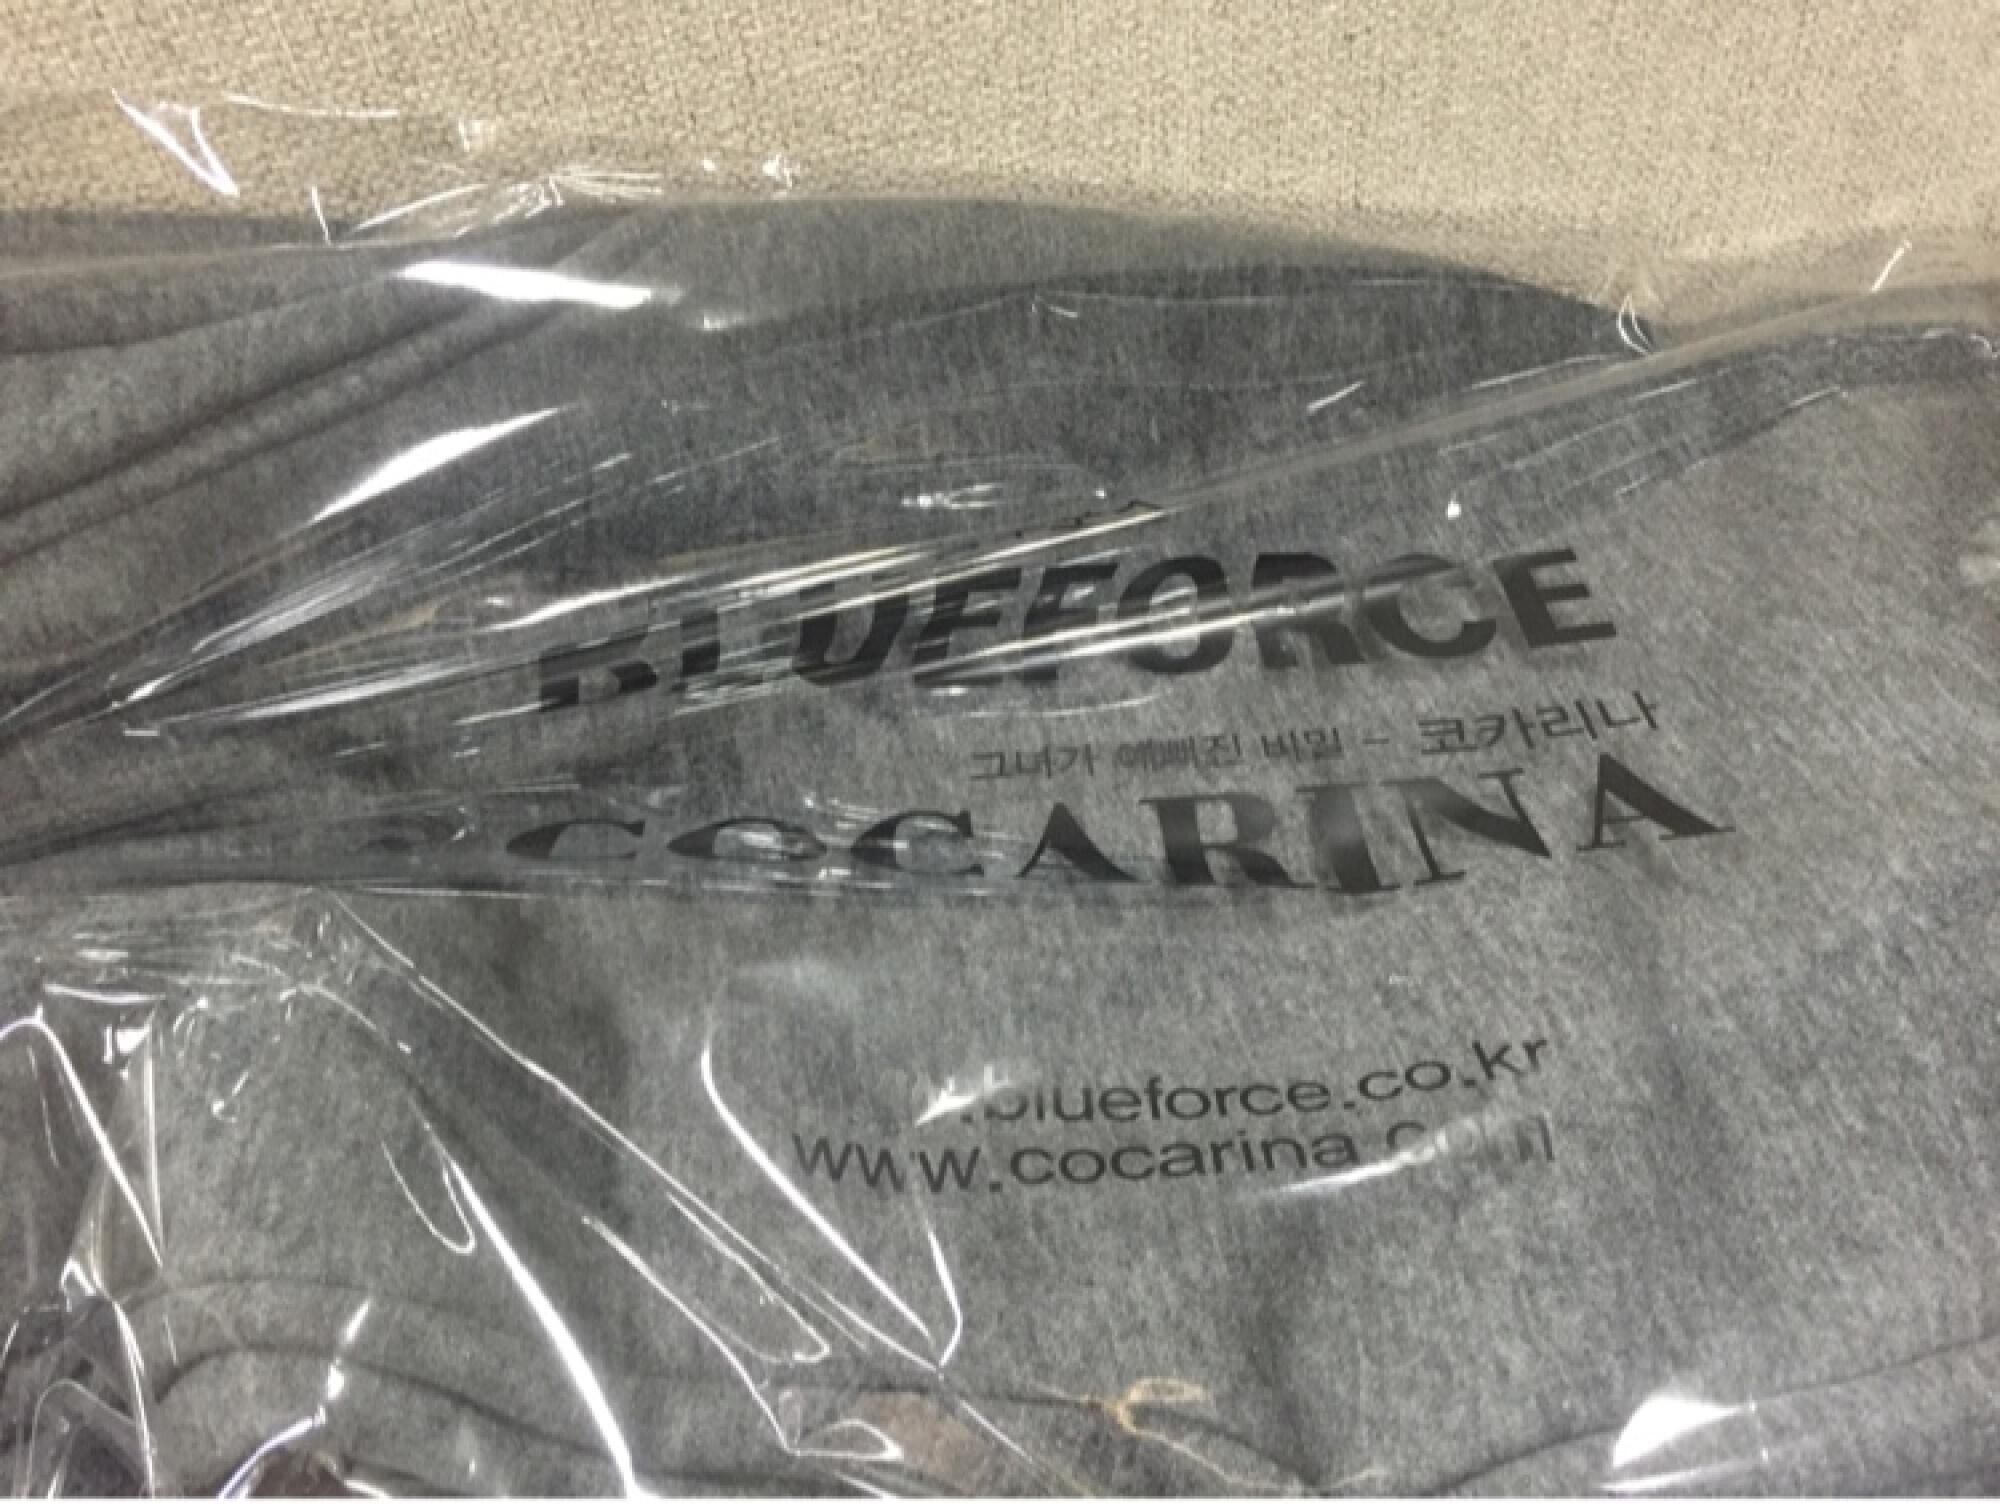 BLUEFORCE
그녀가 예뻐진 비밀 - 코카리나
COCARINA
.blueforce.co.kr
www.cocarina.com